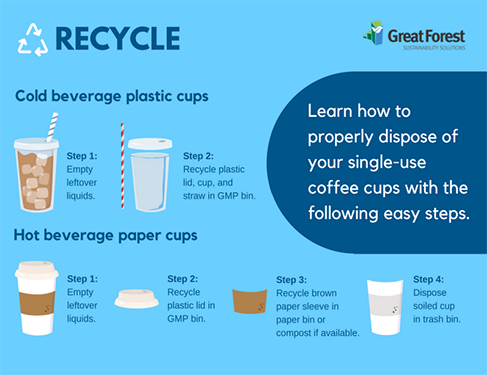 RECYCLE
GreatForest
SUSTAINABILITY SOLUTIONS
Cold beverage plastic cups
Step 1:
Empty
leftover
liquids.
Step 2:
Recycle plastic
lid, cup, and
straw in GMP bin.
Learn how to
properly dispose of
your single-use
coffee cups with the
following easy steps.
Hot beverage paper cups
Step 1:
Empty
leftover
liquids.
Step 2:
Recycle
plastic lid in
GMP bin.
Step 3:
Recycle brown
paper sleeve in
paper bin or
compost if available.
Step 4:
Dispose
soiled cup
in trash bin.